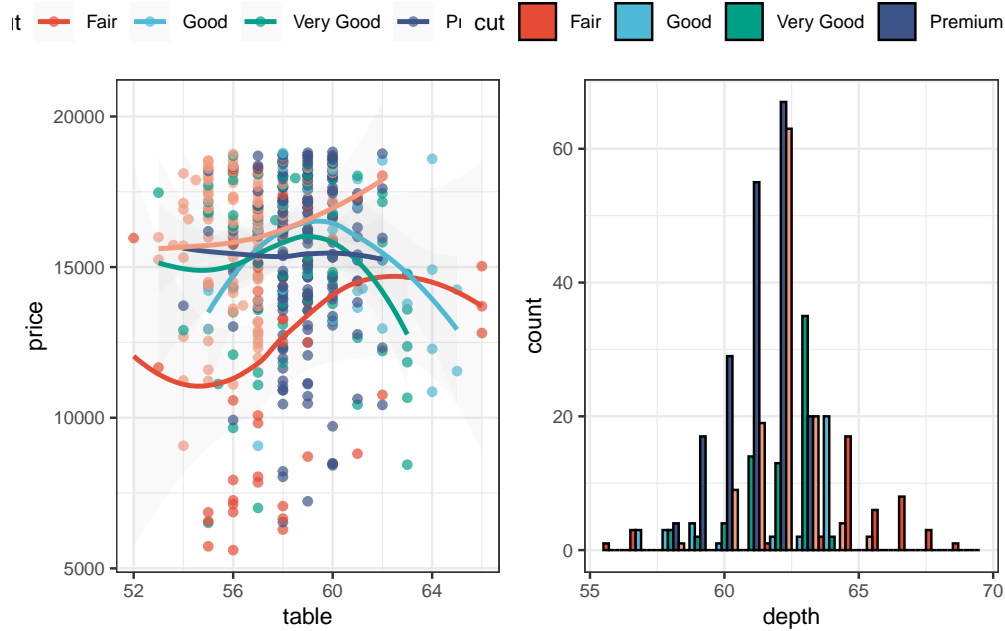 Fair Good Very Good
cut Fair Good Very Good Premium
price
20000
15000
10000
5000
52 56 60 64
table
count
60
40
20
0
55 60 65 70
depth